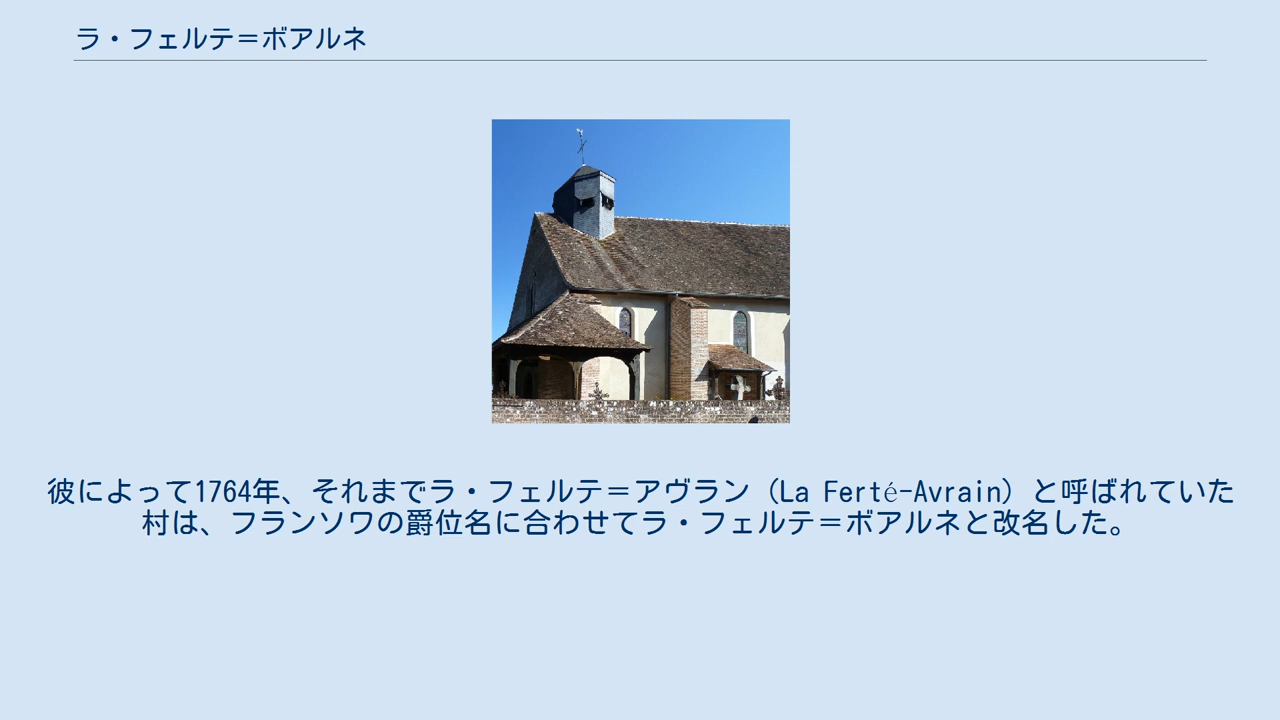 ラ・フェルテ＝ボアルネ
彼によって1764年、それまでラ・フェルテ＝アヴラン（La Ferté-Avrain）と呼ばれていた
村は、フランソワの爵位名に合わせてラ・フェルテ＝ボアルネと改名した。